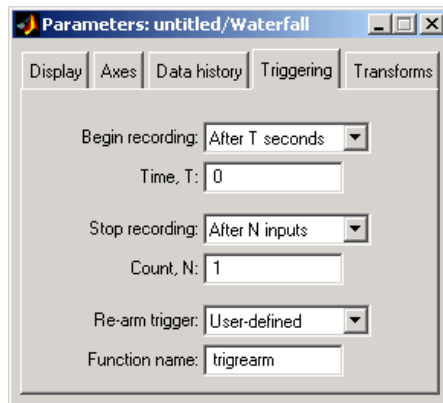 Parameters: untitled/Waterfall
Display Axes Data history Triggering Transforms
Begin recording: After T seconds
Time, T: 0
Stop recording: After N inputs
Count, N: 1
Re-arm trigger: User-defined
Function name: trigrearm